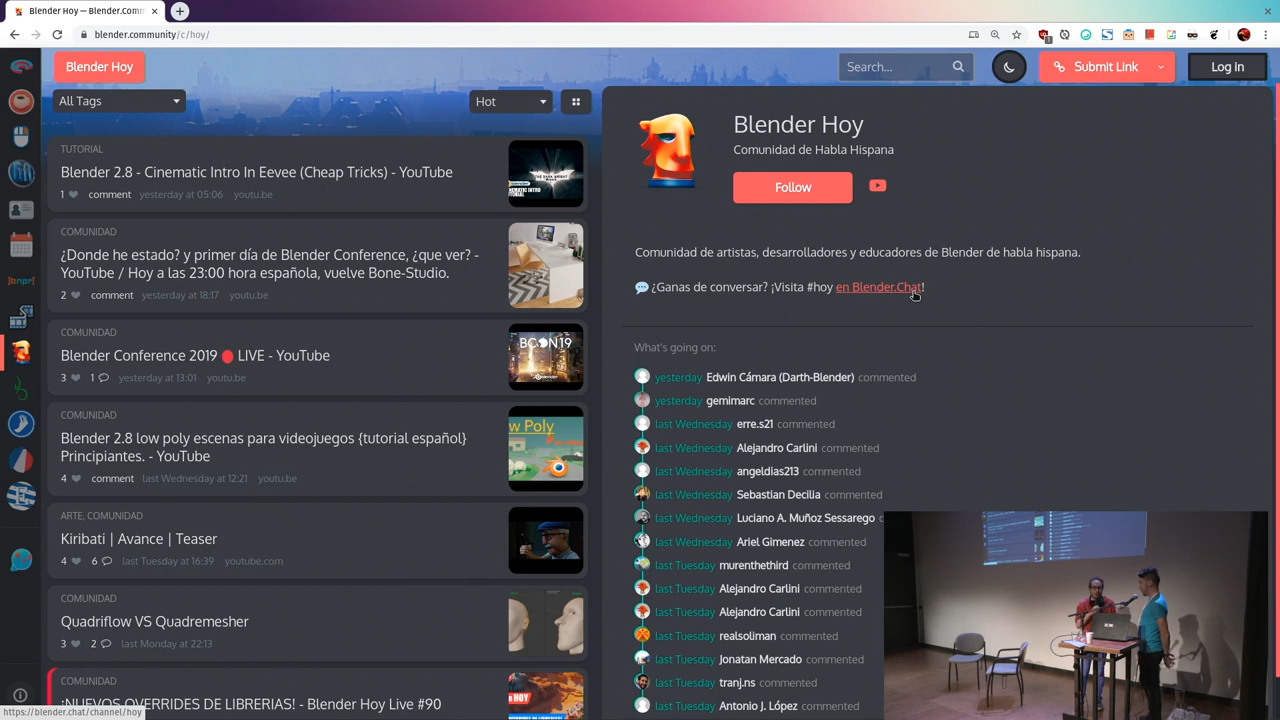 Blender Hoy — Blender.Comm
blender.community/c/hoy/
Blender Hoy
Search...
Submit Link
Log in
All Tags
Hot
TUTORIAL
Blender 2.8 - Cinematic Intro In Eevee (Cheap Tricks) - YouTube
1 comment yesterday at 05:06 youtu.be
COMUNIDAD
¿Donde he estado? y primer día de Blender Conference, ¿que ver? -
YouTube / Hoy a las 23:00 hora española, vuelve Bone-Studio.
2 comment yesterday at 18:17 youtu.be
COMUNIDAD
Blender Conference 2019 🔴 LIVE - YouTube
3 1 yesterday at 13:01 youtu.be
BCON19
COMUNIDAD
Blender 2.8 low poly escenas para videojuegos {tutorial español}
Principiantes. - YouTube
4 comment last Wednesday at 12:21 youtu.be
w Poly
ARTE, COMUNIDAD
Kiribati | Avance | Teaser
4 6 last Tuesday at 16:39 youtube.com
COMUNIDAD
Quadriflow VS Quadremesher
3 2 last Monday at 22:13
COMUNIDAD
¡NUEVOS OVERRIDES DE LIBRERIAS! - Blender Hoy Live #90
https://blender.chat/channel/hoy
Blender Hoy
Comunidad de Habla Hispana
Follow
Comunidad de artistas, desarrolladores y educadores de Blender de habla hispana.
💬 ¿Ganas de conversar? ¡Visita #hoy en Blender.Chat!
What's going on:
yesterday Edwin Cámara (Darth-Blender) commented
yesterday gemimarc commented
last Wednesday erre.s21 commented
last Wednesday Alejandro Carlini commented
last Wednesday angeldias213 commented
last Wednesday Sebastian Decilia commented
last Wednesday Luciano A. Muñoz Sessarego c
last Wednesday Ariel Gimenez commented
last Tuesday murenthethird commented
last Tuesday Alejandro Carlini commented
last Tuesday Alejandro Carlini commented
last Tuesday realsoliman commented
last Tuesday Jonatan Mercado commented
last Tuesday tranj.ns commented
last Tuesday Antonio J. López commented